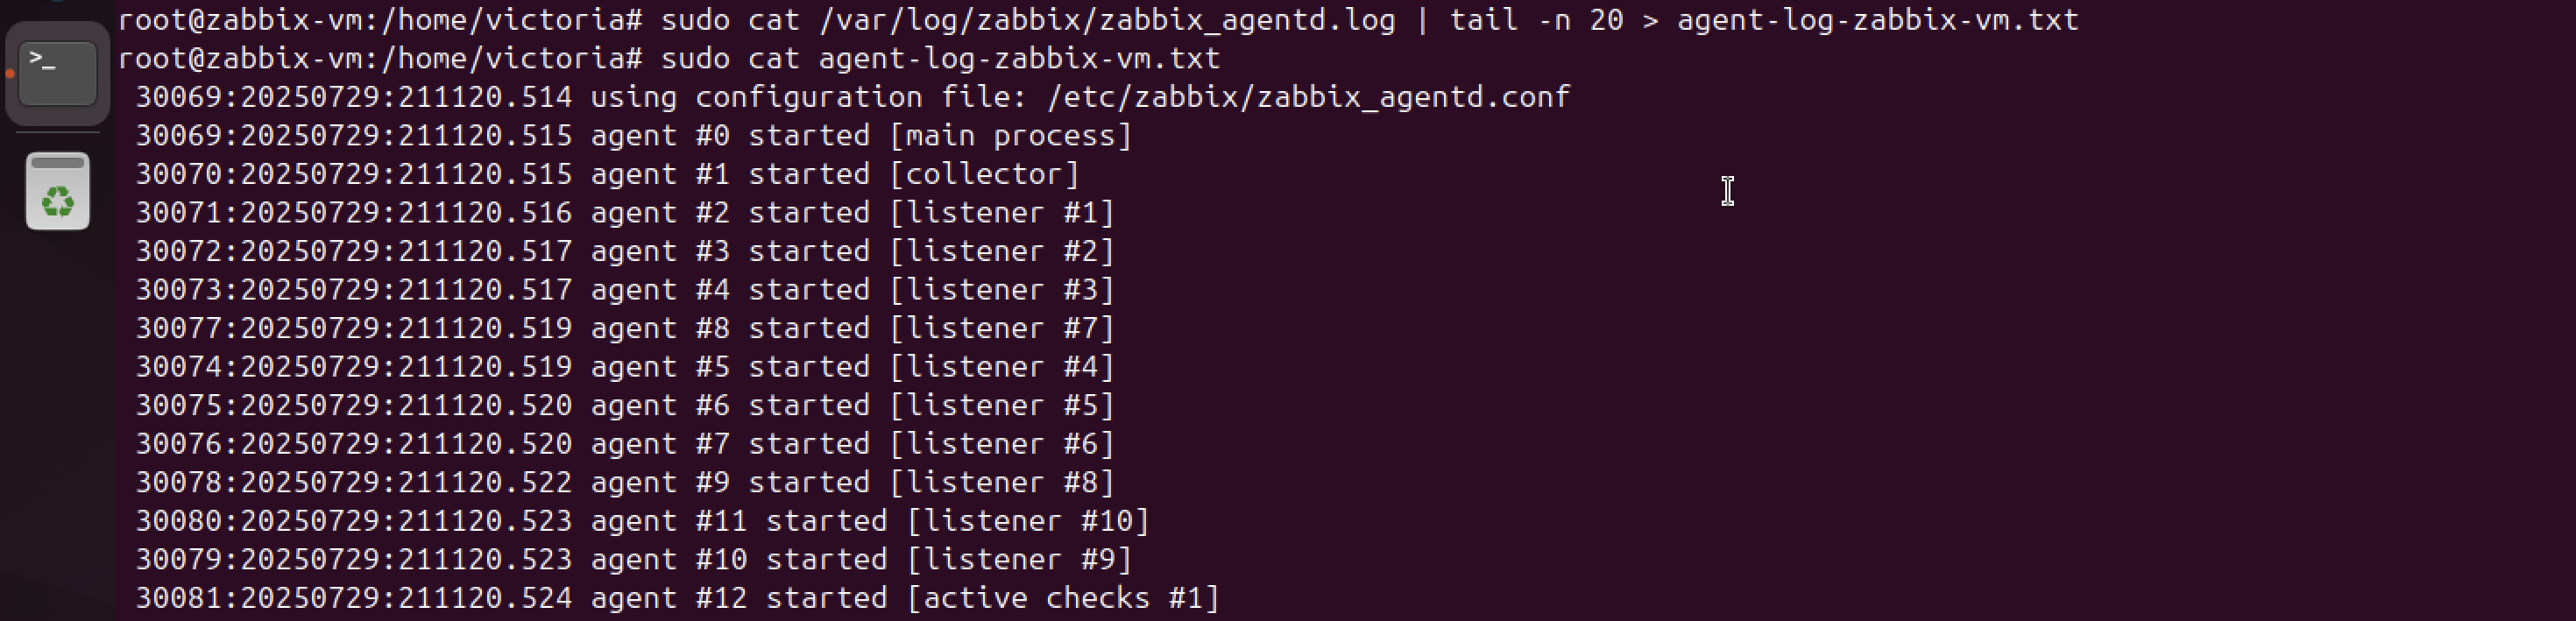 root@zabbix-vm:/home/victoria# sudo cat /var/log/zabbix/zabbix_agentd.log | tail -n 20 > agent-log-zabbix-vm.txt
root@zabbix-vm:/home/victoria# sudo cat agent-log-zabbix-vm.txt
 30069:20250729:211120.514 using configuration file: /etc/zabbix/zabbix_agentd.conf
 30069:20250729:211120.515 agent #0 started [main process]
 30070:20250729:211120.515 agent #1 started [collector]
 30071:20250729:211120.516 agent #2 started [listener #1]
 30072:20250729:211120.517 agent #3 started [listener #2]
 30073:20250729:211120.517 agent #4 started [listener #3]
 30077:20250729:211120.519 agent #8 started [listener #7]
 30074:20250729:211120.519 agent #5 started [listener #4]
 30075:20250729:211120.520 agent #6 started [listener #5]
 30076:20250729:211120.520 agent #7 started [listener #6]
 30078:20250729:211120.522 agent #9 started [listener #8]
 30080:20250729:211120.523 agent #11 started [listener #10]
 30079:20250729:211120.523 agent #10 started [listener #9]
 30081:20250729:211120.524 agent #12 started [active checks #1]